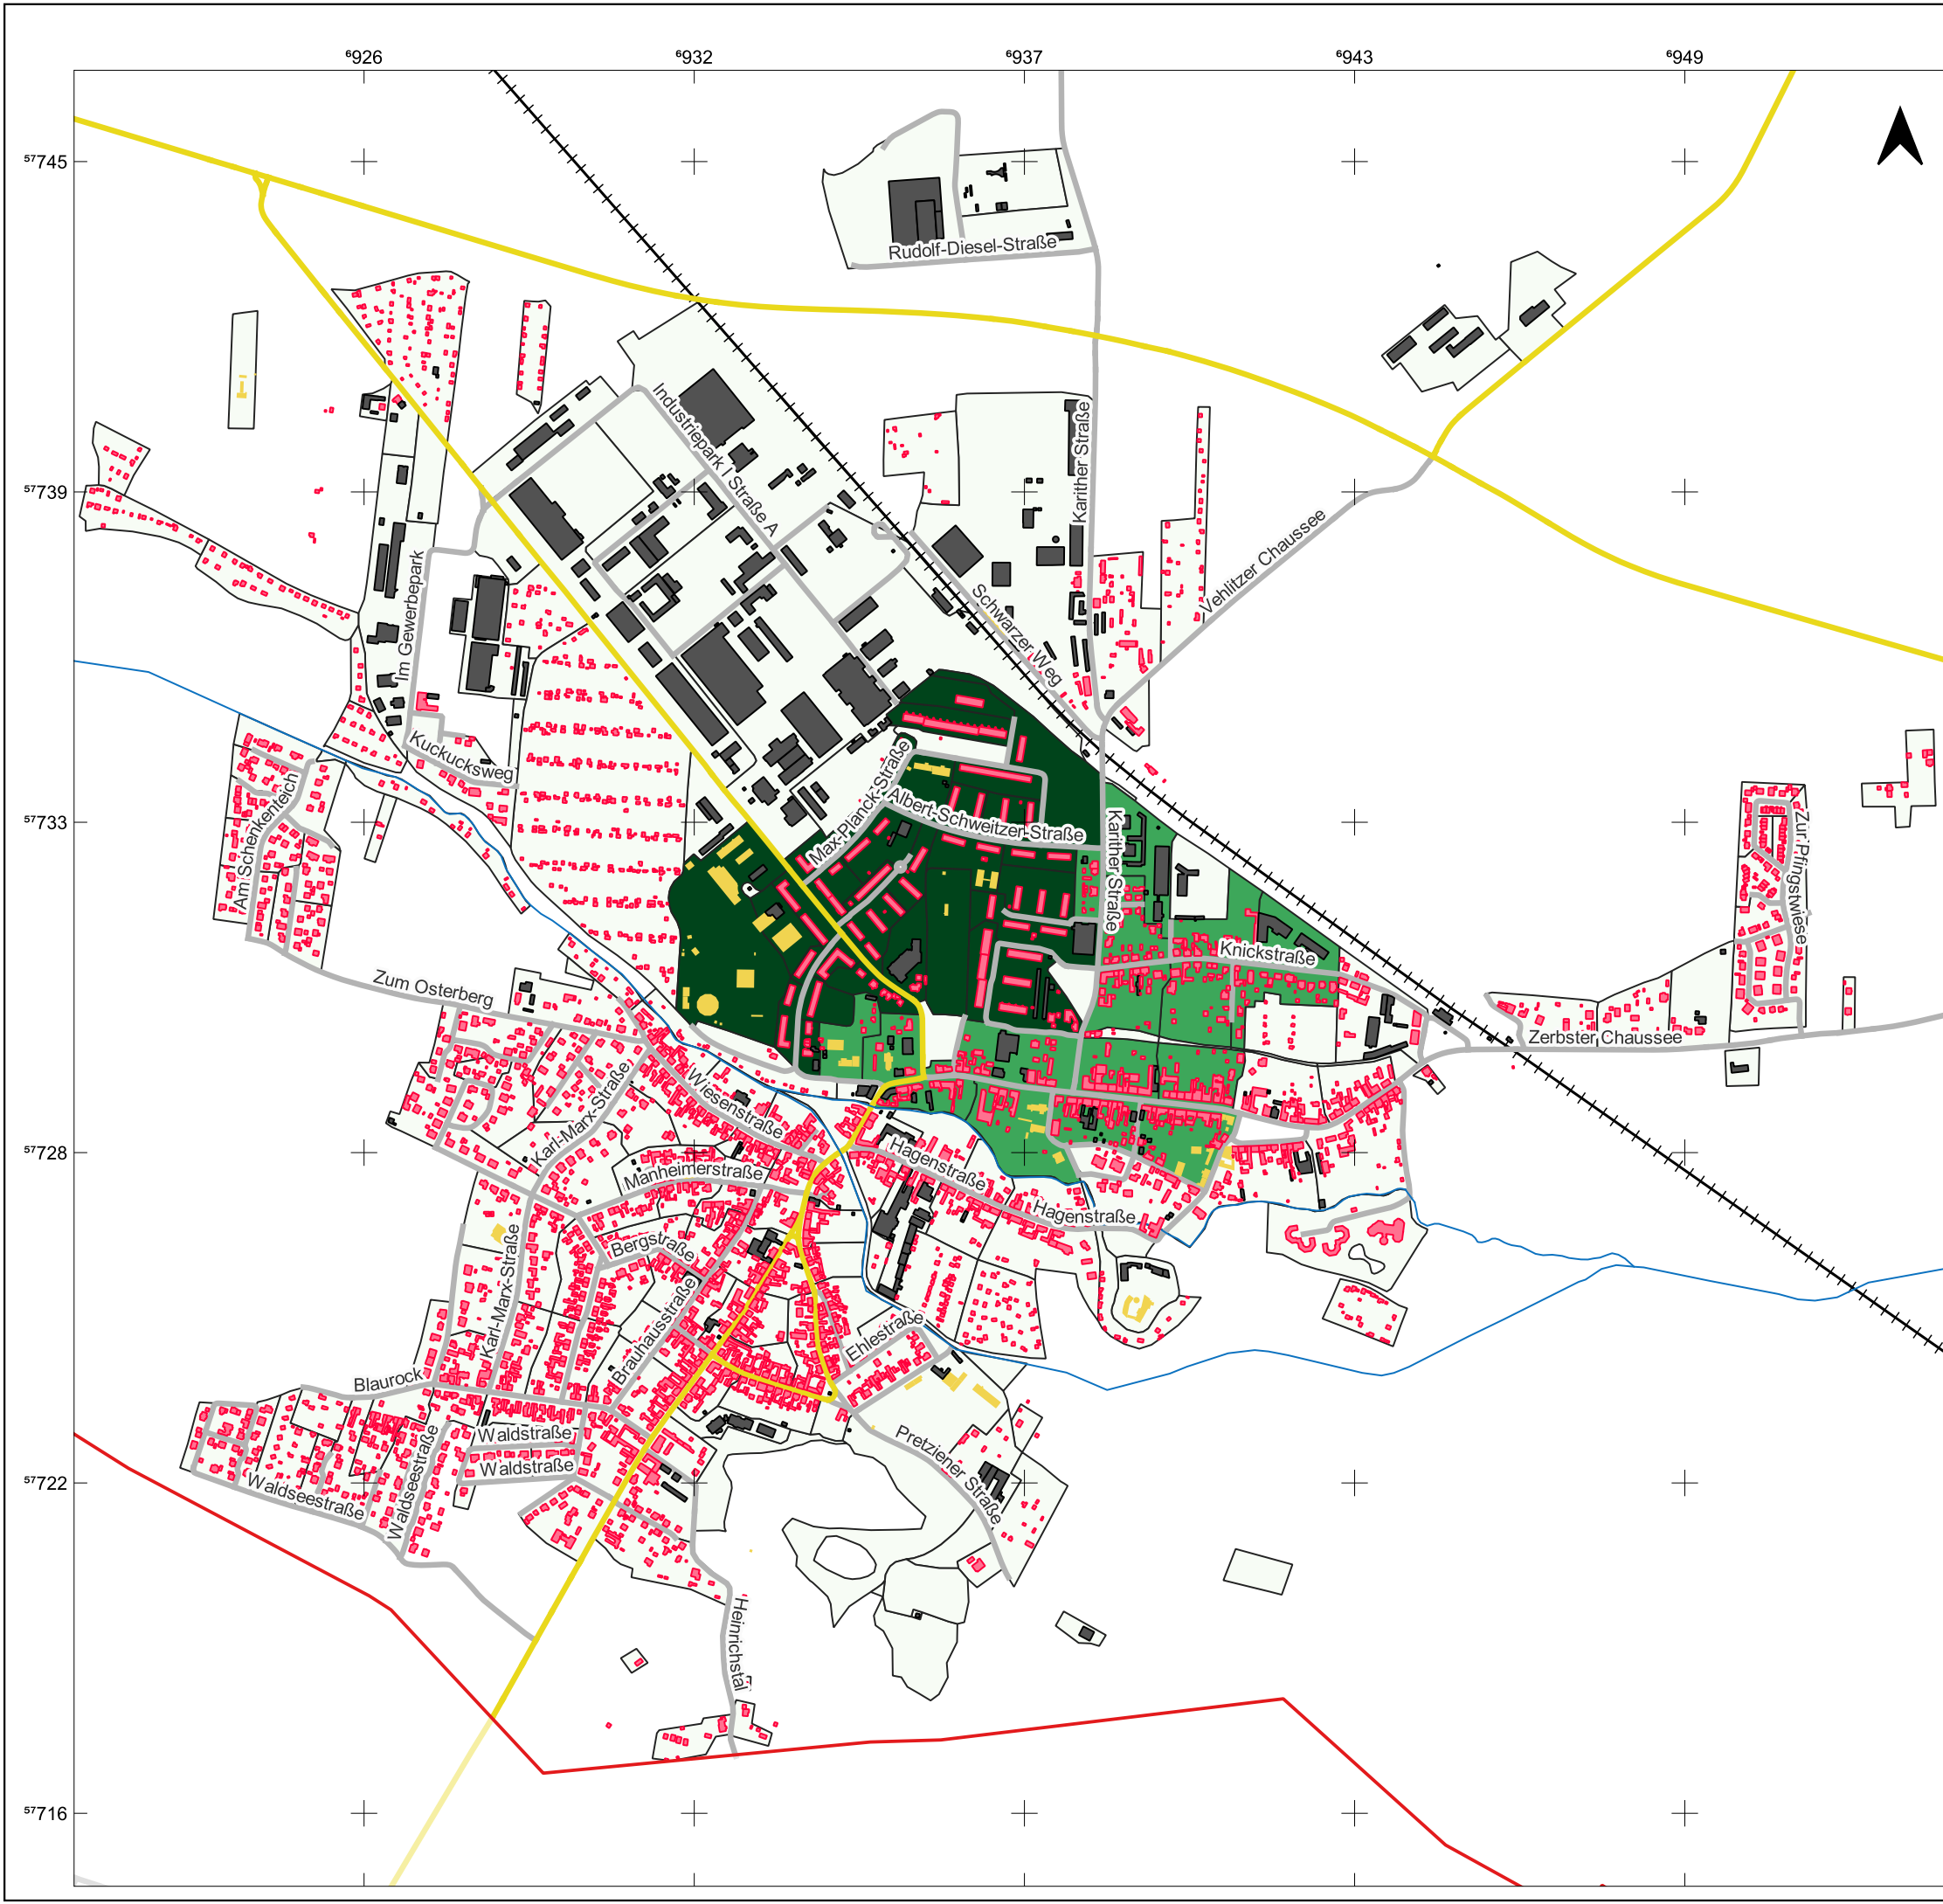 ⁶926 ⁶932 ⁶937 ⁶943 ⁶949
⁵⁷745
Rudolf-Diesel-Straße
Industriepark I Straße A
Karither Straße
⁵⁷739
Vehlitzer Chaussee
Im Gewerbepark
Schwarzer Weg
Kuckucksweg
Max-Planck-Straße
Albert-Schweitzer-Straße
⁵⁷733
Am Schenkenteich
Karither Straße
Zur Pfingstwiese
Knickstraße
Zum Osterberg
Zerbster Chaussee
Wiesenstraße
Karl-Marx-Straße
⁵⁷728
Hagenstraße
Manheimerstraße
Hagenstraße
Bergstraße
Karl-Marx-Straße
Brauhausstraße
Ehlestraße
Blaurock
Waldstraße
Pretziener Straße
Waldstraße
⁵⁷722
Waldseestraße
Waldseestraße
Heinrichstal
⁵⁷716